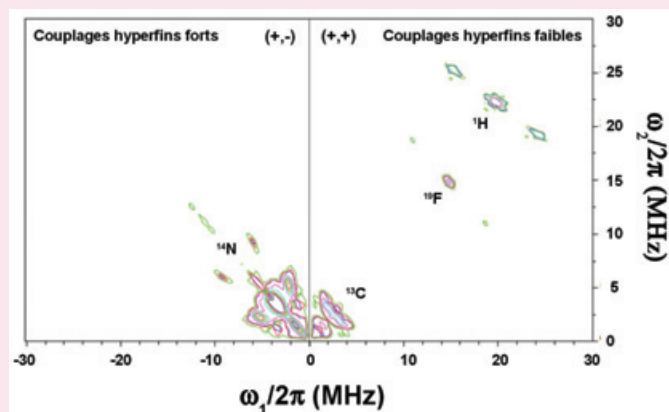 Couplages hyperfins forts (+,-) (+,+) Couplages hyperfins faibles
30
25
20
15
10
5
0
ω₂/2π (MHz)
¹H
¹⁹F
¹⁴N
¹³C
-30 -20 -10 0 10 20 30
ω₁/2π (MHz)